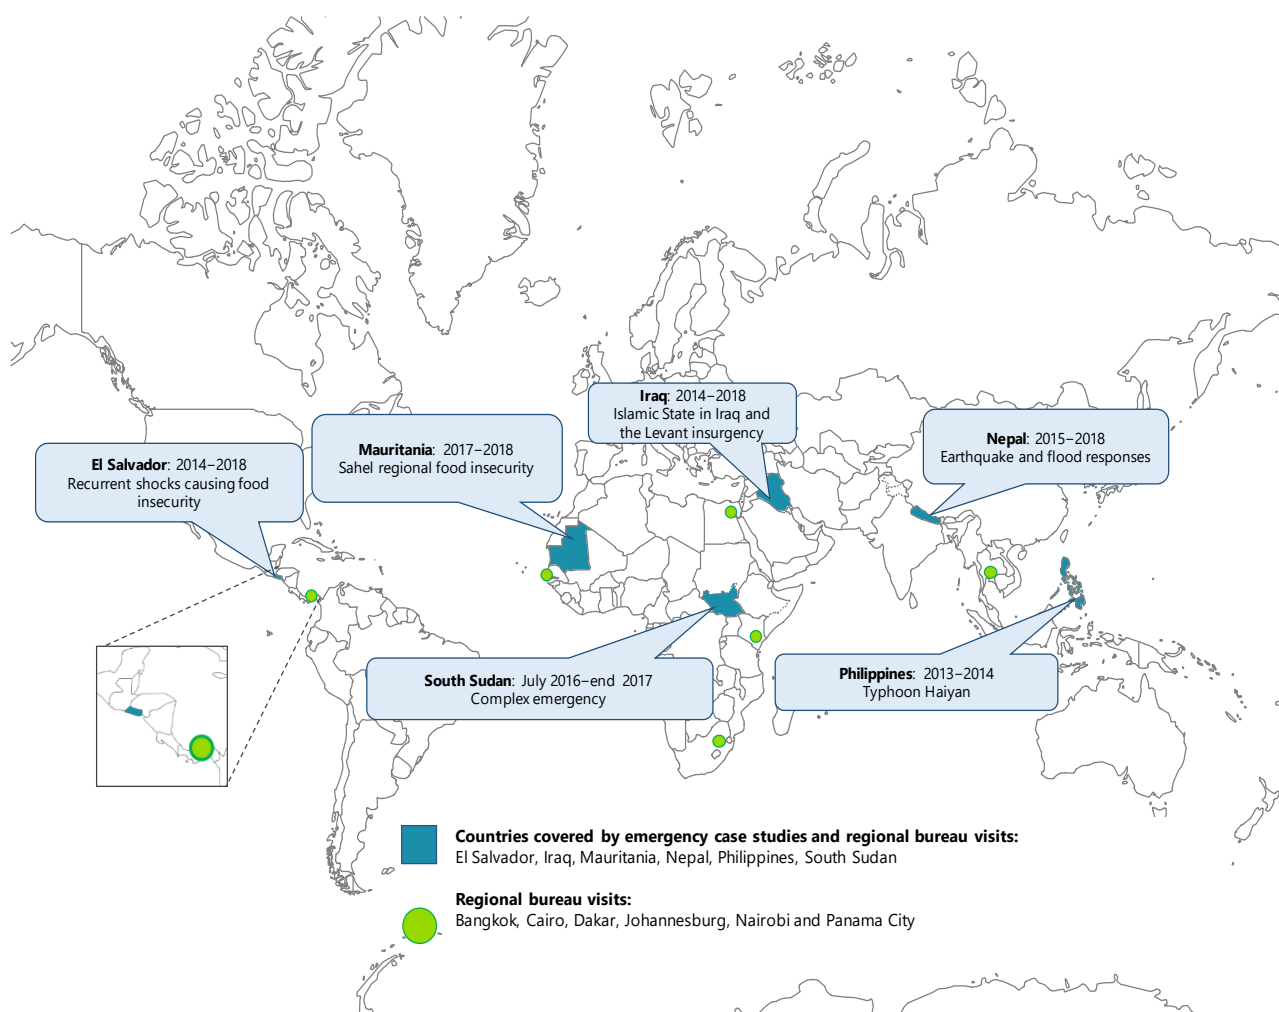 Iraq: 2014–2018
Islamic State in Iraq and
the Levant insurgency
Mauritania: 2017–2018
Sahel regional food insecurity
Nepal: 2015–2018
Earthquake and flood responses
El Salvador: 2014–2018
Recurrent shocks causing food
insecurity
South Sudan: July 2016–end 2017
Complex emergency
Philippines: 2013–2014
Typhoon Haiyan
Countries covered by emergency case studies and regional bureau visits:
El Salvador, Iraq, Mauritania, Nepal, Philippines, South Sudan
Regional bureau visits:
Bangkok, Cairo, Dakar, Johannesburg, Nairobi and Panama City